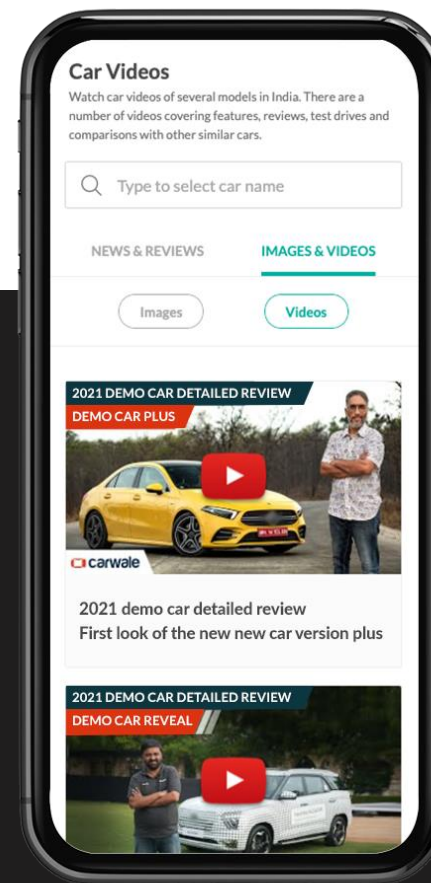 Car Videos
Watch car videos of several models in India. There are a
number of videos covering features, reviews, test drives and
comparisons with other similar cars.
Type to select car name
NEWS & REVIEWS IMAGES & VIDEOS
Images Videos
2021 DEMO CAR DETAILED REVIEW
DEMO CAR PLUS
carwale
2021 demo car detailed review
First look of the new new car version plus
2021 DEMO CAR DETAILED REVIEW
DEMO CAR REVEAL